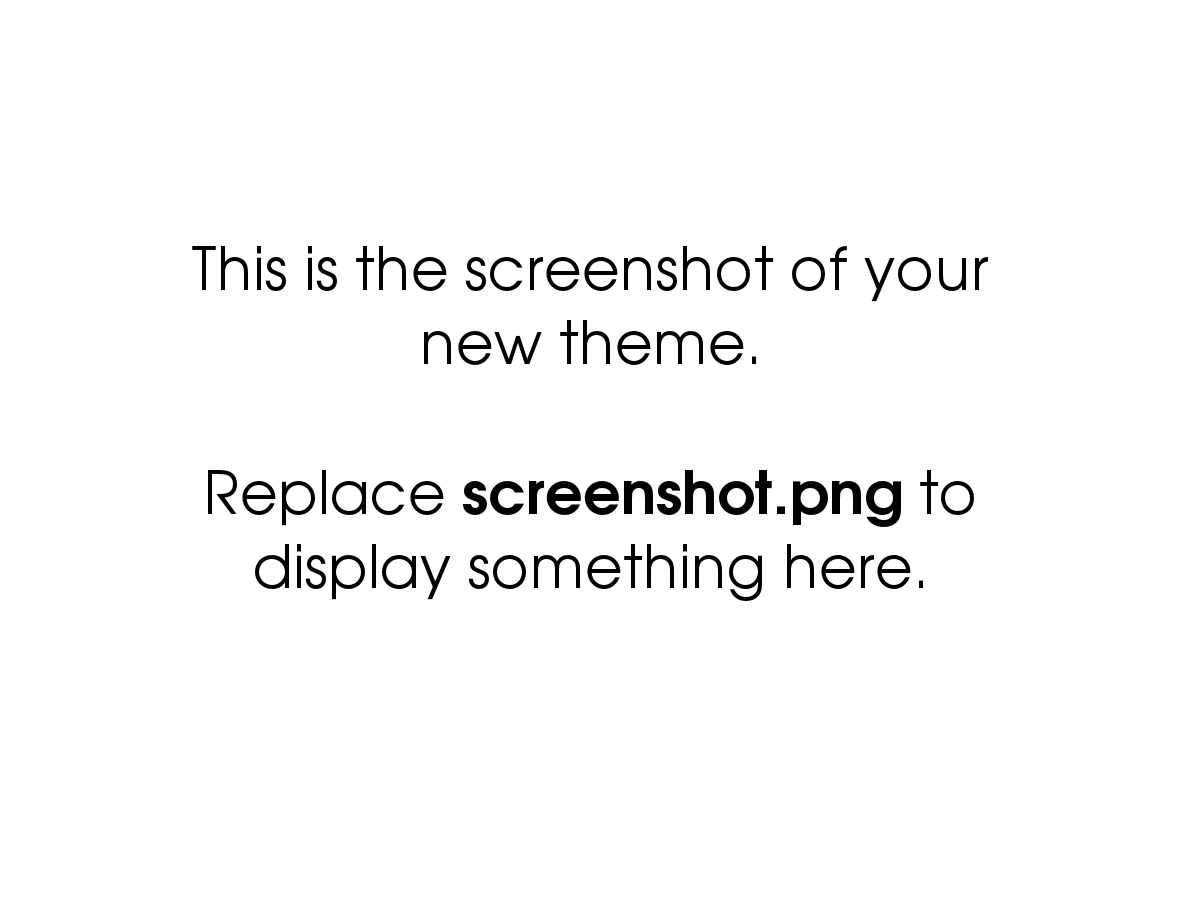 This is the screenshot of your
new theme.
Replace screenshot.png to
display something here.